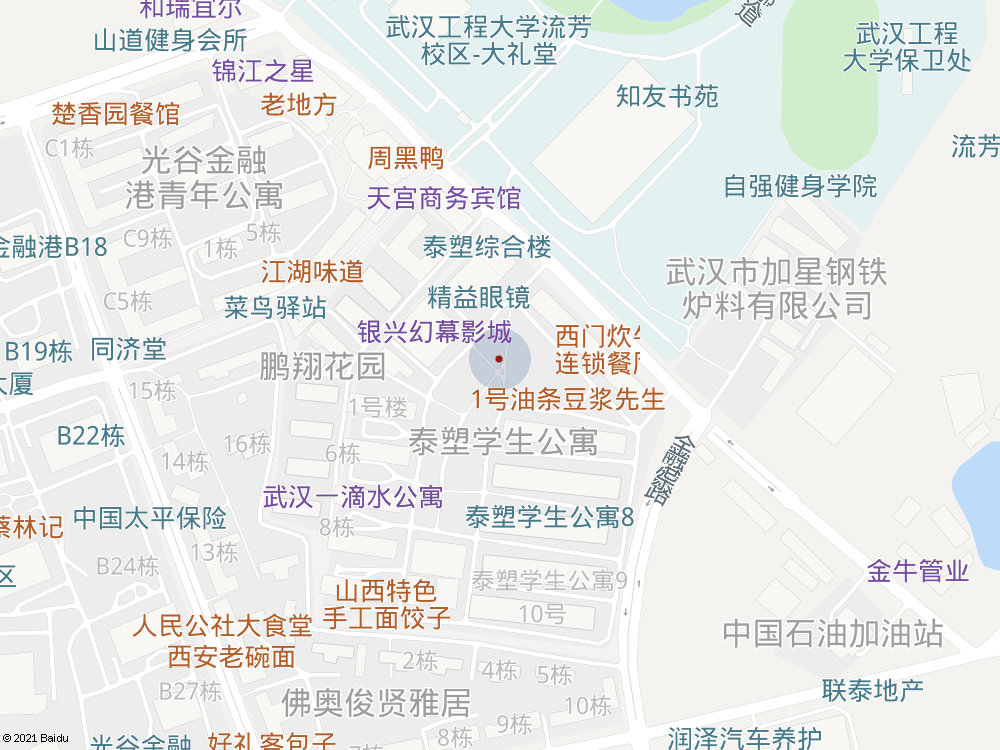 和瑞宜尔
山道健身会所
武汉工程大学流芳
校区-大礼堂
道
武汉工程
大学保卫处
锦江之星
楚香园餐馆
老地方
知友书苑
C1栋
光谷金融
港青年公寓
周黑鸭
流芳
天宫商务宾馆
自强健身学院
金融港B18
C9栋
1栋
5栋
泰塑综合楼
江湖味道
武汉市加星钢铁
炉料有限公司
C5栋
菜鸟驿站
精益眼镜
银兴幻幕影城
西门炊
连锁餐
B19栋
同济堂
鹏翔花园
大厦
15栋
1号楼
1号油条豆浆先生
B22栋
16栋
6栋
泰塑学生公寓
14栋
金融港路
武汉一滴水公寓
蔡林记
中国太平保险
8栋
泰塑学生公寓8
13栋
B24栋
区
泰塑学生公寓9
金牛管业
山西特色
手工面饺子
10号
人民公社大食堂
西安老碗面
中国石油加油站
2栋
4栋
5栋
B27栋
佛奥俊贤雅居
联泰地产
10栋
9栋
8栋
© 2021 Baidu
光谷金融
好礼客包子
润泽汽车养护